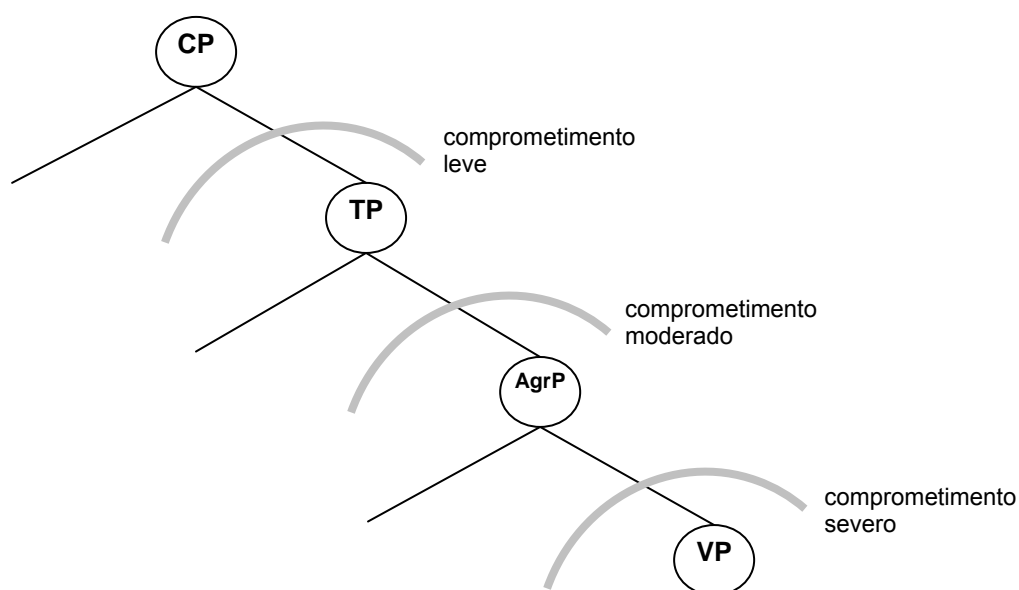 CP
comprometimento
leve
TP
comprometimento
moderado
AgrP
comprometimento
severo
VP